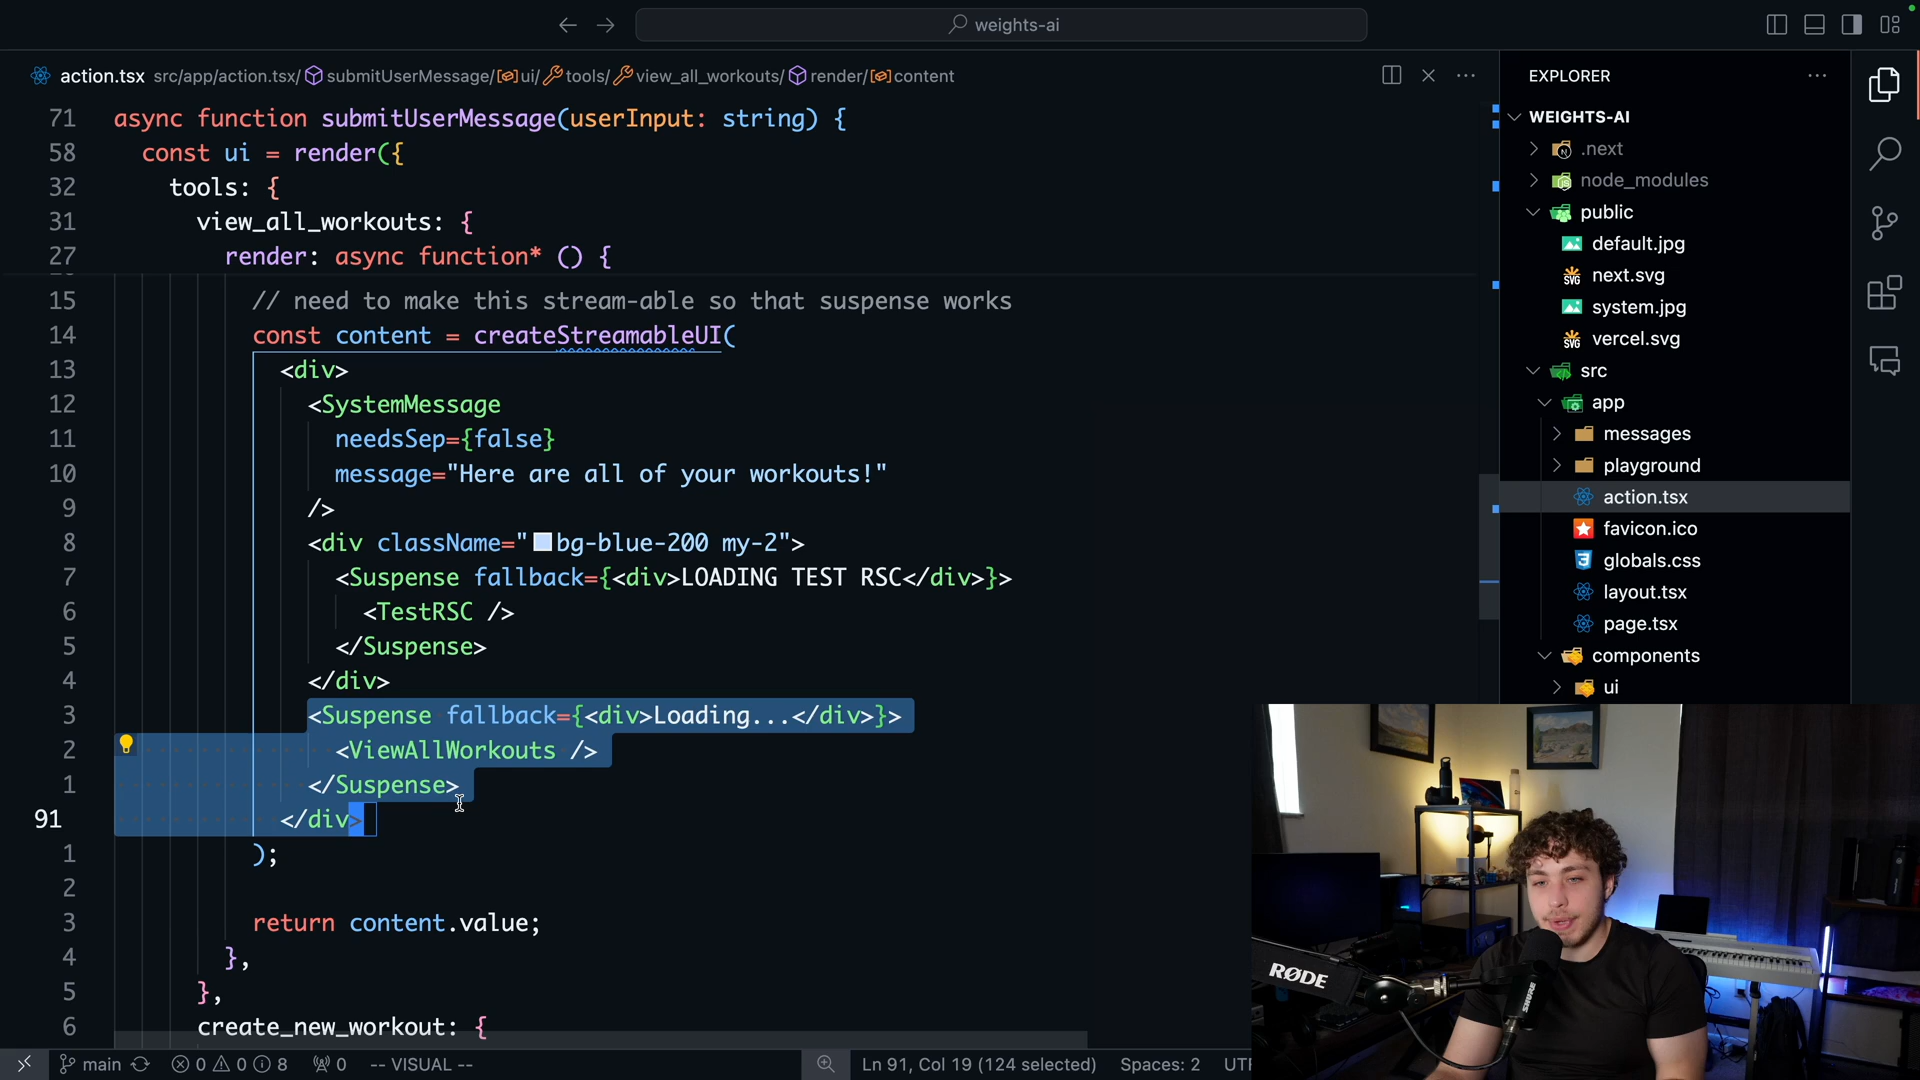 weights-ai
action.tsx src/app/action.tsx/ submitUserMessage/ ui/ tools/ view_all_workouts/ render/ content
71 async function submitUserMessage(userInput: string) {
58 const ui = render({
32 tools: {
31 view_all_workouts: {
27 render: async function* () {
15 // need to make this stream-able so that suspense works
14 const content = createStreamableUI(
13 <div>
12 <SystemMessage
11 needsSep={false}
10 message="Here are all of your workouts!"
9 />
8 <div className="bg-blue-200 my-2">
7 <Suspense fallback={<div>LOADING TEST RSC</div>}>
6 <TestRSC />
5 </Suspense>
4 </div>
3 <Suspense fallback={<div>Loading...</div>}>
2 <ViewAllWorkouts />
1 </Suspense>
91 </div>
1 );
2
3 return content.value;
4 },
5 },
6 create_new_workout: {
main 0 0 8 0 -- VISUAL -- Ln 91, Col 19 (124 selected) Spaces: 2 UTF
EXPLORER
WEIGHTS-AI
.next
node_modules
public
default.jpg
next.svg
system.jpg
vercel.svg
src
app
messages
playground
action.tsx
favicon.ico
globals.css
layout.tsx
page.tsx
components
ui
RØDE
SHURE